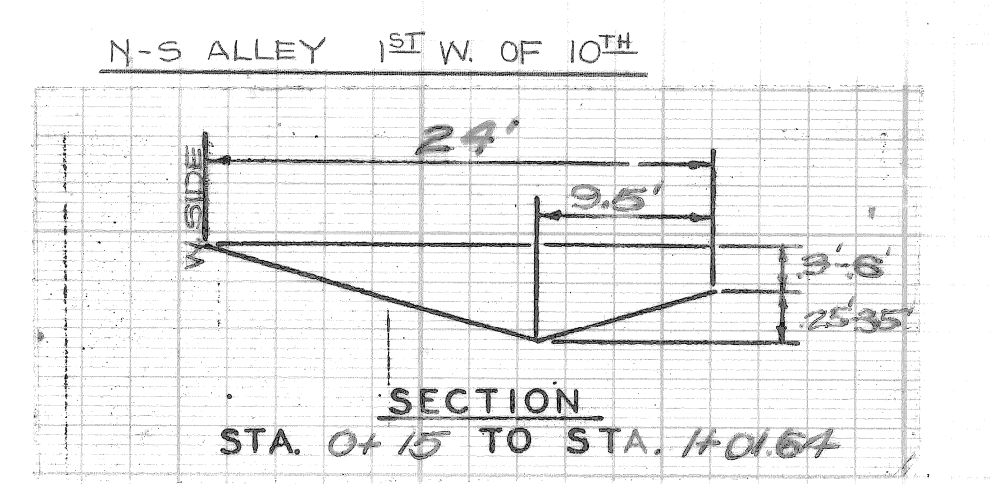 N-S ALLEY 1ST W. OF 10TH
24'
W. SIDE
9.5'
.3'-.6'
.25'-.35'
SECTION
STA. 0+15 TO STA. 1+01.64